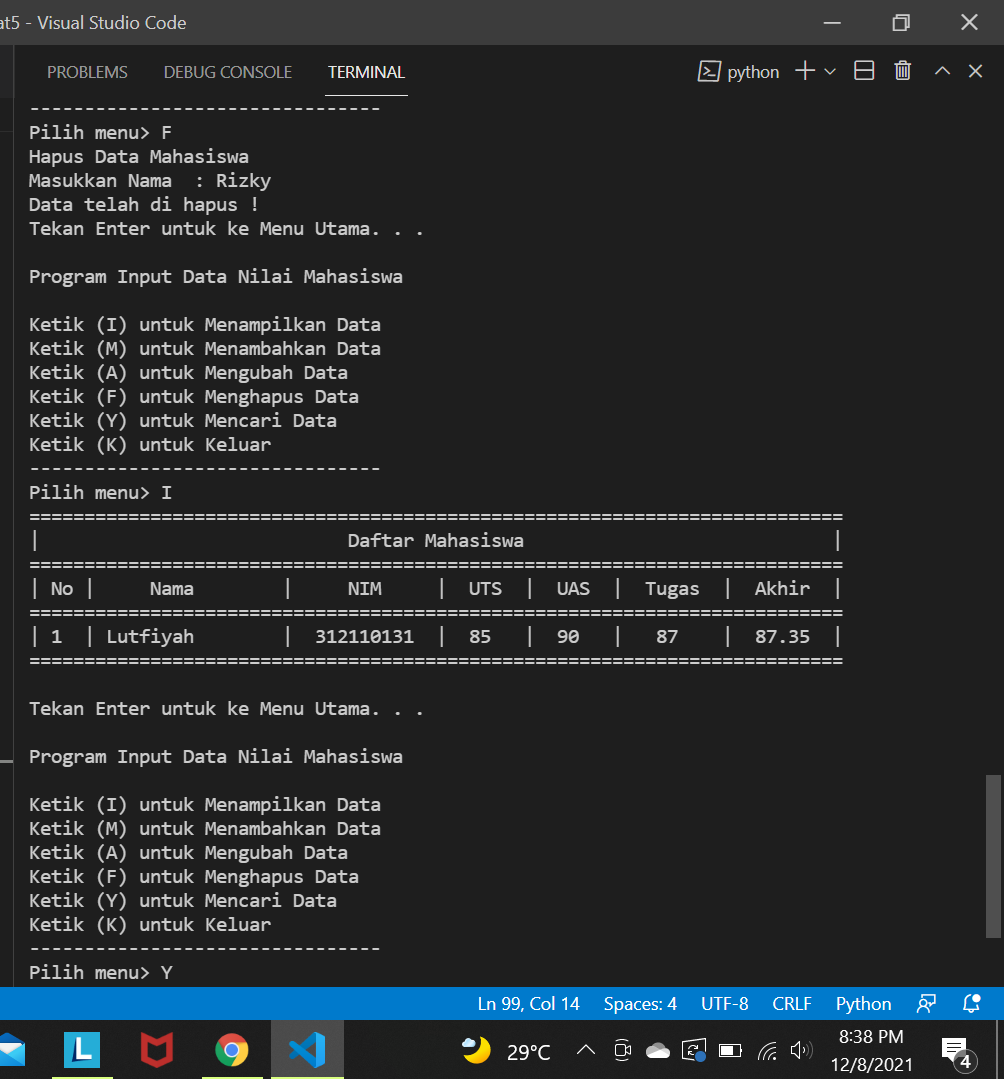 at5 - Visual Studio Code
PROBLEMS DEBUG CONSOLE TERMINAL python
--------------------------------
Pilih menu> F
Hapus Data Mahasiswa
Masukkan Nama  : Rizky
Data telah di hapus !
Tekan Enter untuk ke Menu Utama. . .
Program Input Data Nilai Mahasiswa
Ketik (I) untuk Menampilkan Data
Ketik (M) untuk Menambahkan Data
Ketik (A) untuk Mengubah Data
Ketik (F) untuk Menghapus Data
Ketik (Y) untuk Mencari Data
Ketik (K) untuk Keluar
--------------------------------
Pilih menu> I
==========================================================================
|                            Daftar Mahasiswa                            |
==========================================================================
| No |     Nama        |     NIM     |  UTS  |  UAS  |  Tugas  |  Akhir  |
==========================================================================
| 1  | Lutfiyah        |  312110131  |  85   |  90   |   87    |  87.35  |
==========================================================================
Tekan Enter untuk ke Menu Utama. . .
Program Input Data Nilai Mahasiswa
Ketik (I) untuk Menampilkan Data
Ketik (M) untuk Menambahkan Data
Ketik (A) untuk Mengubah Data
Ketik (F) untuk Menghapus Data
Ketik (Y) untuk Mencari Data
Ketik (K) untuk Keluar
--------------------------------
Pilih menu> Y
Ln 99, Col 14 Spaces: 4 UTF-8 CRLF Python
L 29°C 8:38 PM
12/8/2021 4